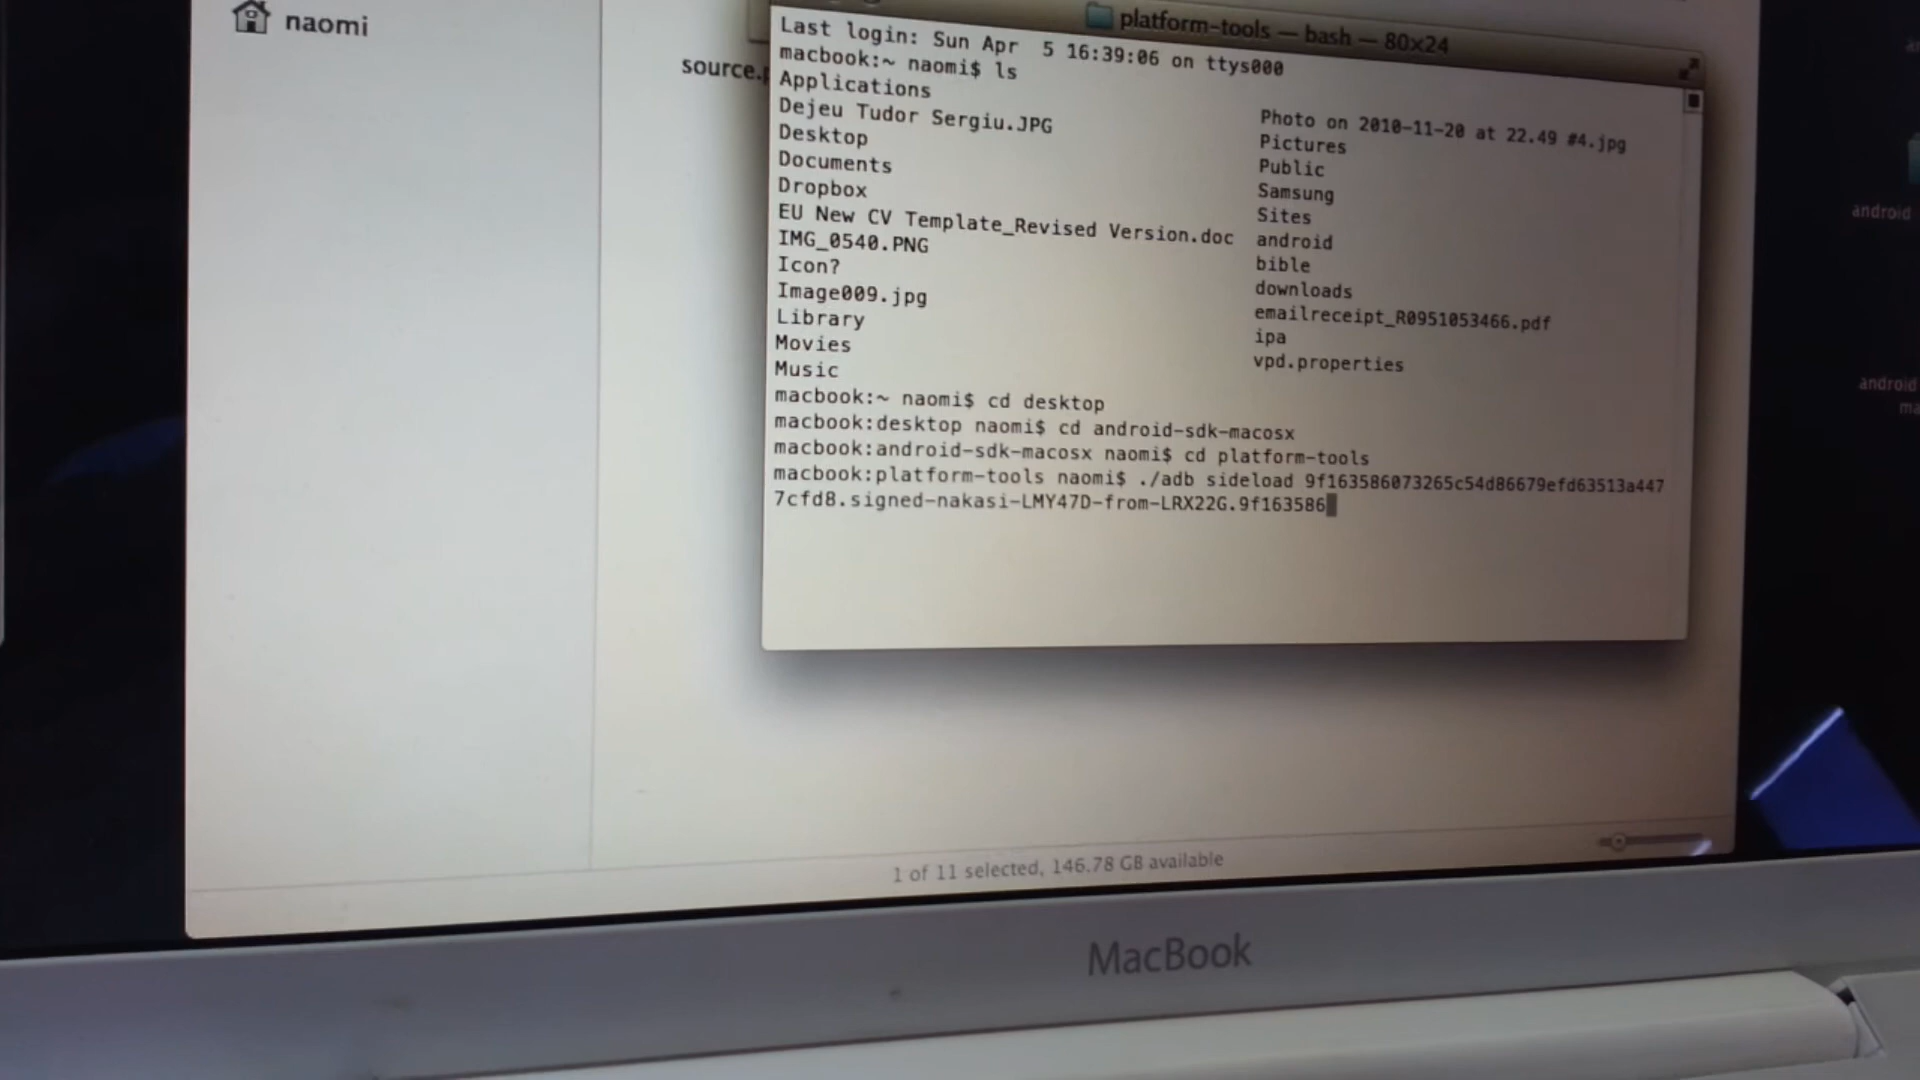 naomi
source.
platform-tools — bash — 80×24
Last login: Sun Apr  5 16:39:06 on ttys000
macbook:~ naomi$ ls
Applications
Dejeu Tudor Sergiu.JPG
Desktop
Documents
Dropbox
EU New CV Template_Revised Version.doc
IMG_0540.PNG
Icon?
Image009.jpg
Library
Movies
Music
Photo on 2010-11-20 at 22.49 #4.jpg
Pictures
Public
Samsung
Sites
android
bible
downloads
emailreceipt_R0951053466.pdf
ipa
vpd.properties
macbook:~ naomi$ cd desktop
macbook:desktop naomi$ cd android-sdk-macosx
macbook:android-sdk-macosx naomi$ cd platform-tools
macbook:platform-tools naomi$ ./adb sideload 9f163586073265c54d86679efd63513a447
7cfd8.signed-nakasi-LMY47D-from-LRX22G.9f163586
android
android
1 of 11 selected, 146.78 GB available
MacBook